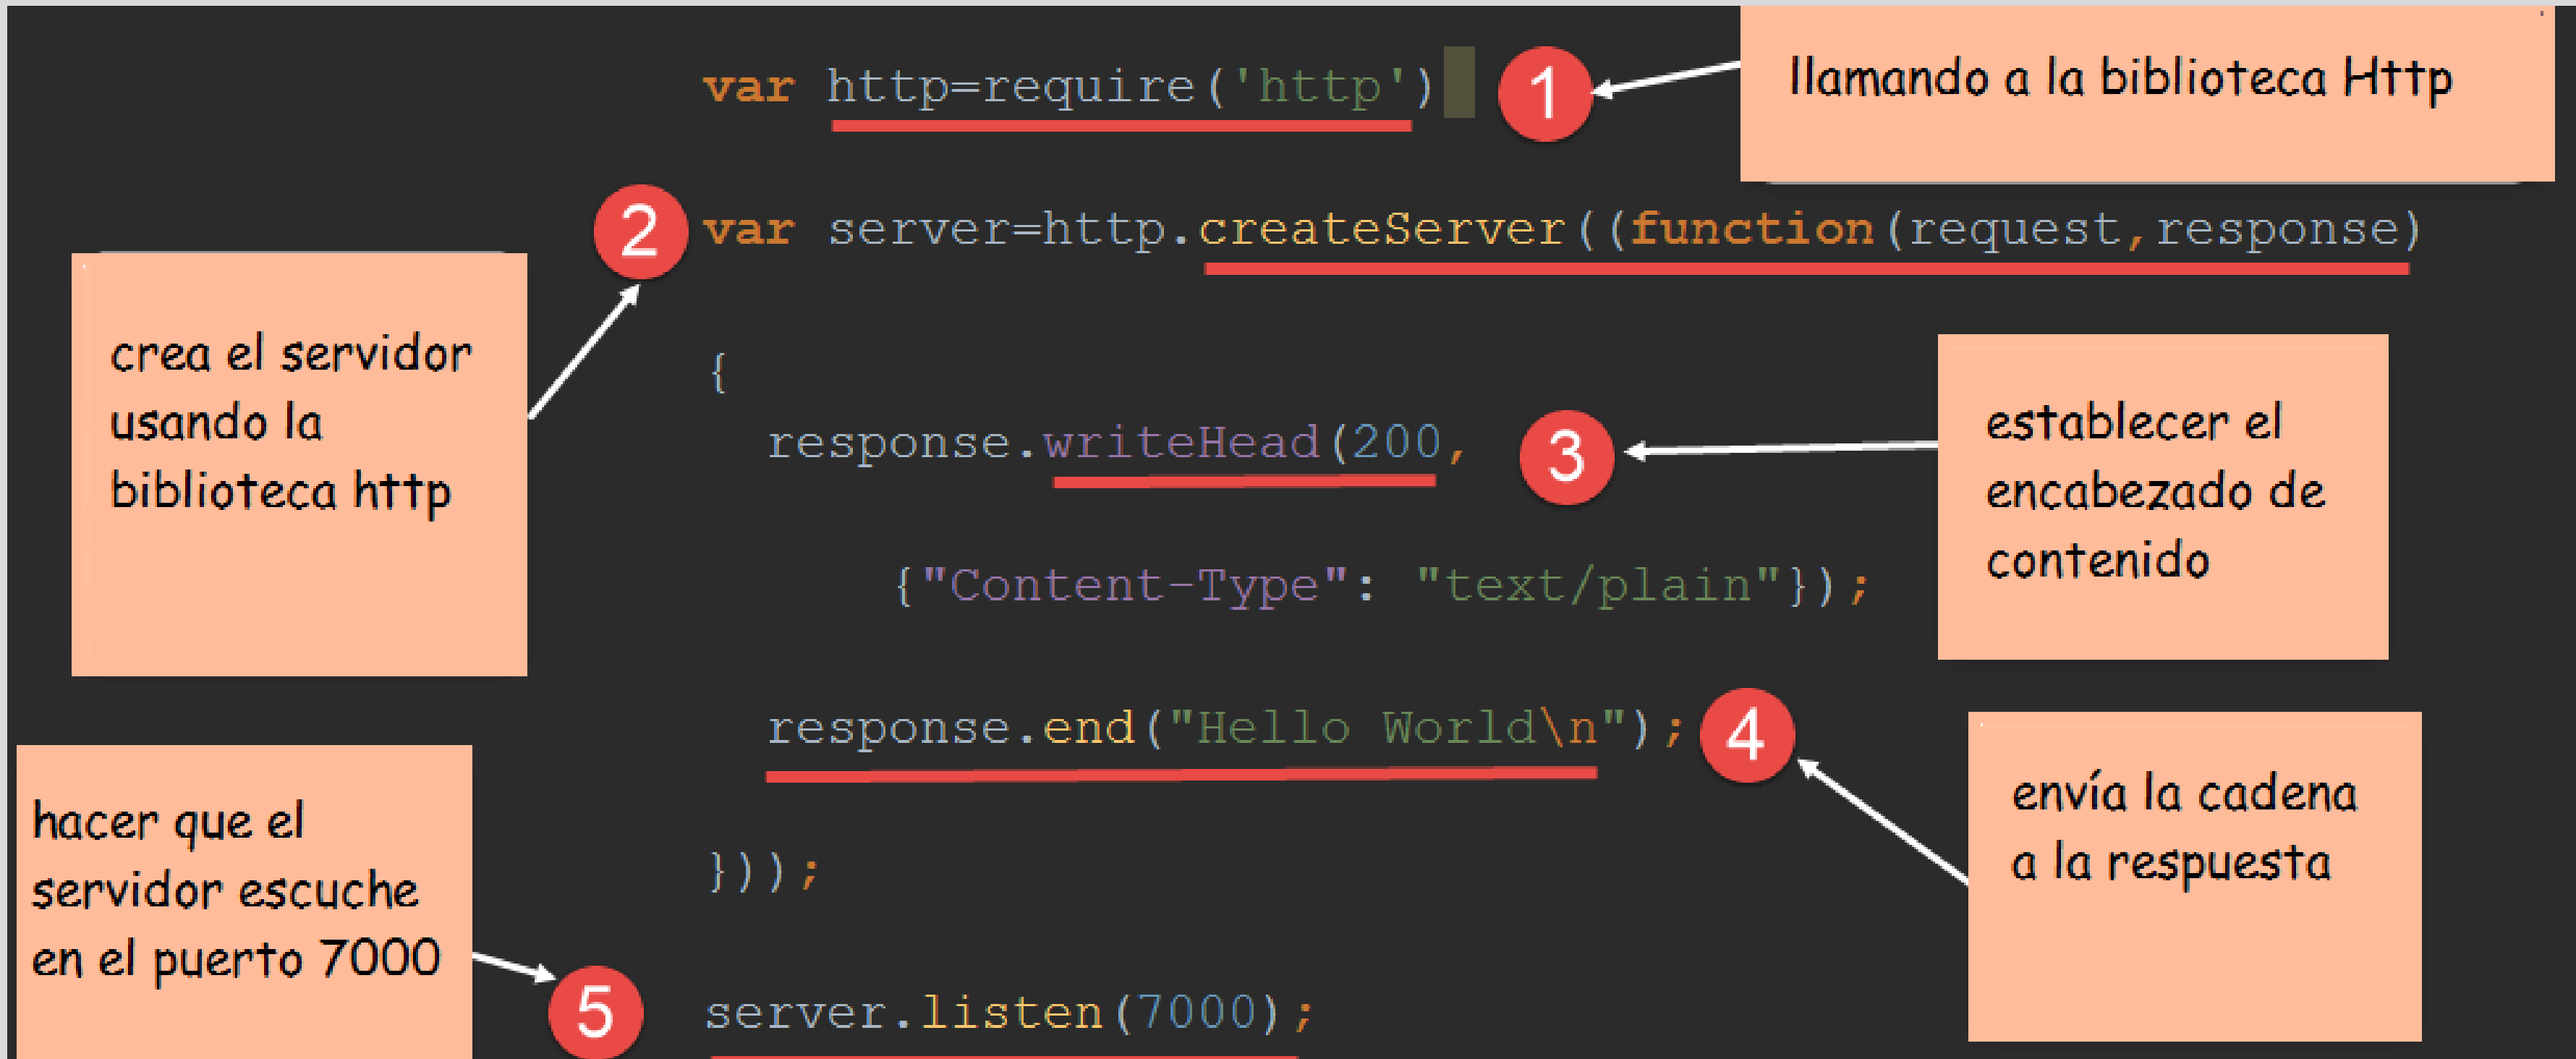 var http=require('http')
1
llamando a la biblioteca Http
2
var server=http.createServer((function(request,response)
crea el servidor
usando la
biblioteca http
{
response.writeHead(200,
3
establecer el
encabezado de
contenido
{"Content-Type": "text/plain"});
response.end("Hello World\n");
4
envía la cadena
a la respuesta
}));
hacer que el
servidor escuche
en el puerto 7000
5
server.listen(7000);